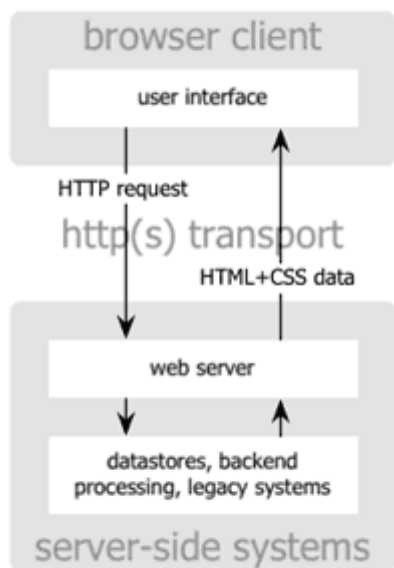 browser client
user interface
HTTP request
http(s) transport
HTML+CSS data
web server
datastores, backend
processing, legacy systems
server-side systems